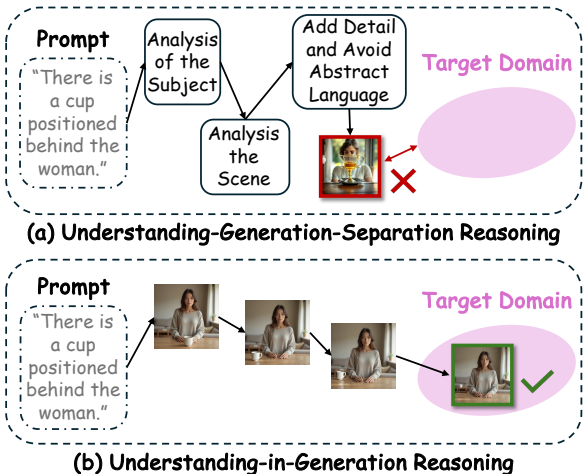 Prompt
“There is
a cup
positioned
behind the
woman.”
Analysis
of the
Subject
Analysis
the
Scene
Add Detail
and Avoid
Abstract
Language
Target Domain
(a) Understanding-Generation-Separation Reasoning
Prompt
“There is
a cup
positioned
behind the
woman.”
Target Domain
(b) Understanding-in-Generation Reasoning